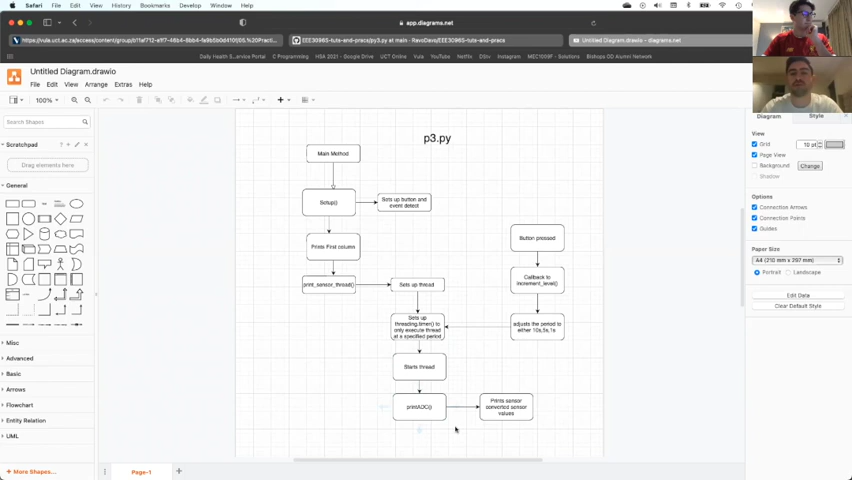 Safari File Edit View History Bookmarks Develop Window Help
app.diagrams.net
EEE3096S-tuts-and-pracs/py3.py at main · RavoDavo/EEE3096S-tuts-and-pracs
Untitled Diagram.drawio - diagrams.net
Daily Health S...ervice Portal C Programming HSA 2021 - Google Drive UCT Online Vula YouTube Netflix DStv Instagram MEC1009F - Solutions Bishops OD Alumni Network
Untitled Diagram.drawio
File Edit View Arrange Extras Help
100%
Search Shapes
Scratchpad
Drag elements here
General
Misc
Advanced
Basic
Arrows
Flowchart
Entity Relation
UML
+ More Shapes...
Page-1
p3.py
Main Method
Setup()
Sets up button and
event detect
Prints First column
print_sensor_thread()
Sets up thread
Sets up
threading.timer() to
only execute thread
at a specified period
Starts thread
printADC()
Prints sensor
converted sensor
values
Button pressed
Callback to
increment_level()
adjusts the period to
either 10s,5s,1s
Diagram Style
View
Grid 10 pt
Page View
Background Change
Shadow
Options
Connection Arrows
Connection Points
Guides
Paper Size
A4 (210 mm x 297 mm)
Portrait Landscape
Edit Data
Clear Default Style